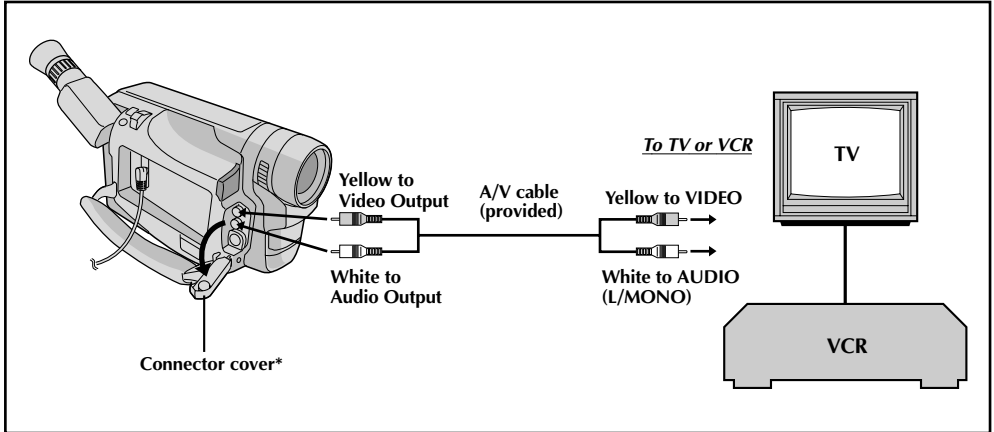 To TV or VCR
TV
Yellow to
Video Output
A/V cable
(provided)
Yellow to VIDEO
White to
Audio Output
White to AUDIO
(L/MONO)
Connector cover*
VCR